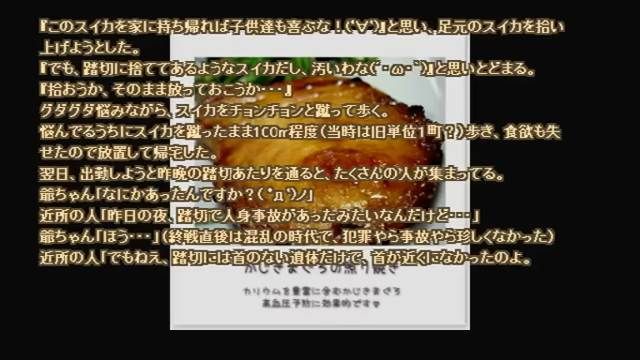 『このスイカを家に持ち帰れば子供達も喜ぶな！(ﾟ∀ﾟ)』と思い、足元のスイカを拾い
上げようとした。
『でも、踏切に捨ててあるようなスイカだし、汚いわな(´・ω・`)』と思いとどまる。
『拾おうか、そのまま放っておこうか・・・』
グダグダ悩みながら、スイカをチョンチョンと蹴って歩く。
悩んでるうちにスイカを蹴ったまま100m程度(当時は旧単位1町？)歩き、食欲も失
せたので放置して帰宅した。
翌日、出勤しようと昨晩の踏切あたりを通ると、たくさんの人が集まってる。
爺ちゃん「なにかあったんですか？(ﾟдﾟ)ノ」
近所の人「昨日の夜、踏切で人身事故があったみたいなんだけど・・・」
爺ちゃん「ほう・・・」(終戦直後は混乱の時代で、犯罪やら事故やら珍しくなかった)
近所の人「でもねえ、踏切には首のない遺体だけで、首が近くになかったのよ。
かじきまぐろの照り焼き
カリウムを豊富に含むかじきまぐろ
高血圧予防に効果的です♥